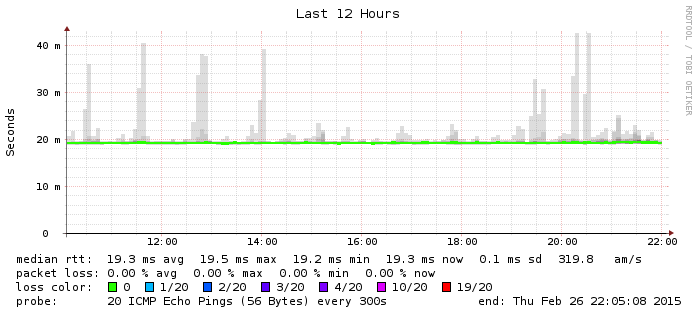 Last 12 Hours
RRDTOOL / TOBI OETIKER
Seconds
40 m
30 m
20 m
10 m
0
12:00 14:00 16:00 18:00 20:00 22:00
median rtt: 19.3 ms avg 19.5 ms max 19.2 ms min 19.3 ms now 0.1 ms sd 319.8 am/s
packet loss: 0.00 % avg 0.00 % max 0.00 % min 0.00 % now
loss color: 0 1/20 2/20 3/20 4/20 10/20 19/20
probe: 20 ICMP Echo Pings (56 Bytes) every 300s end: Thu Feb 26 22:05:08 2015